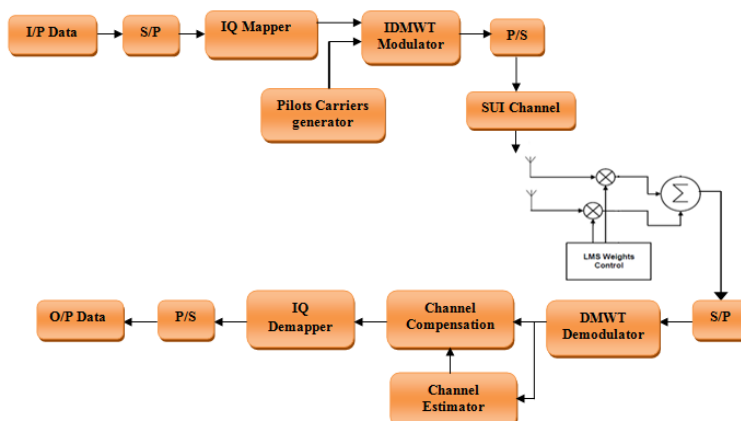 I/P Data
S/P
IQ Mapper
IDMWT
Modulator
P/S
Pilots Carriers
generator
SUI Channel
Σ
LMS Weights
Control
O/P Data
P/S
IQ
Demapper
Channel
Compensation
DMWT
Demodulator
S/P
Channel
Estimator